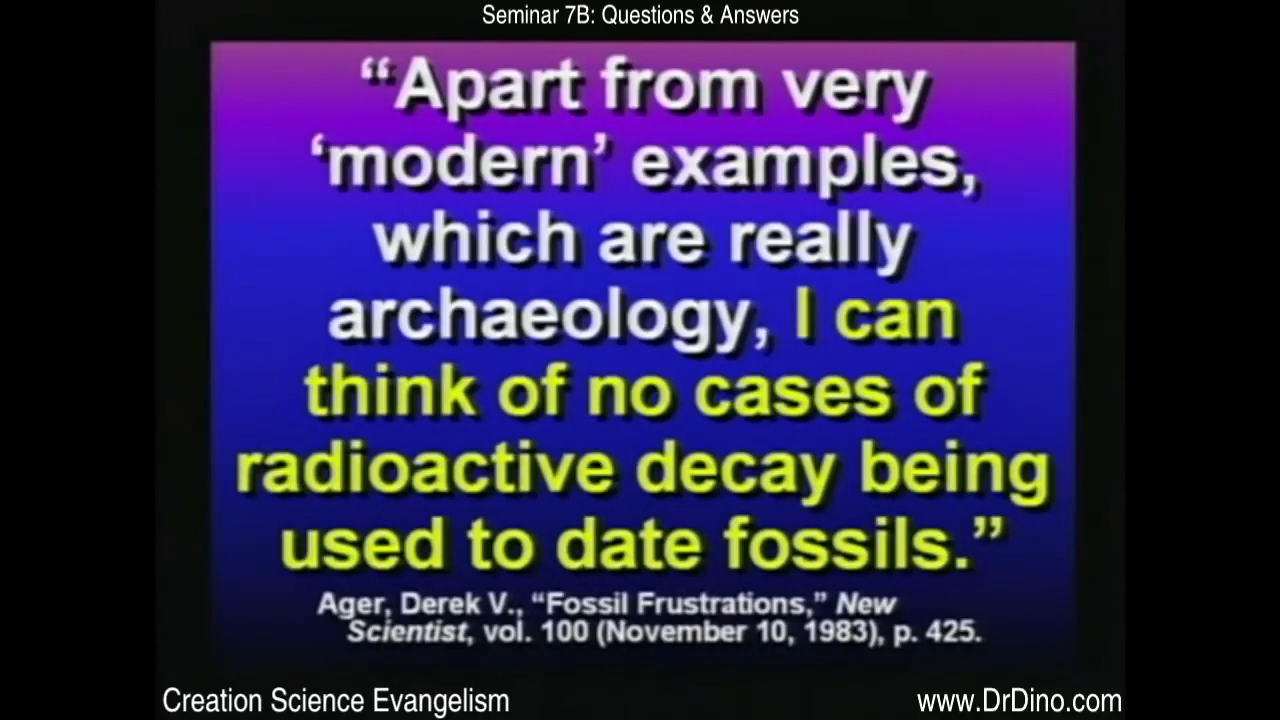 Seminar 7B: Questions & Answers
“Apart from very
‘modern’ examples,
which are really
archaeology, I can
think of no cases of
radioactive decay being
used to date fossils.”
Ager, Derek V., “Fossil Frustrations,” New
Scientist, vol. 100 (November 10, 1983), p. 425.
Creation Science Evangelism
www.DrDino.com